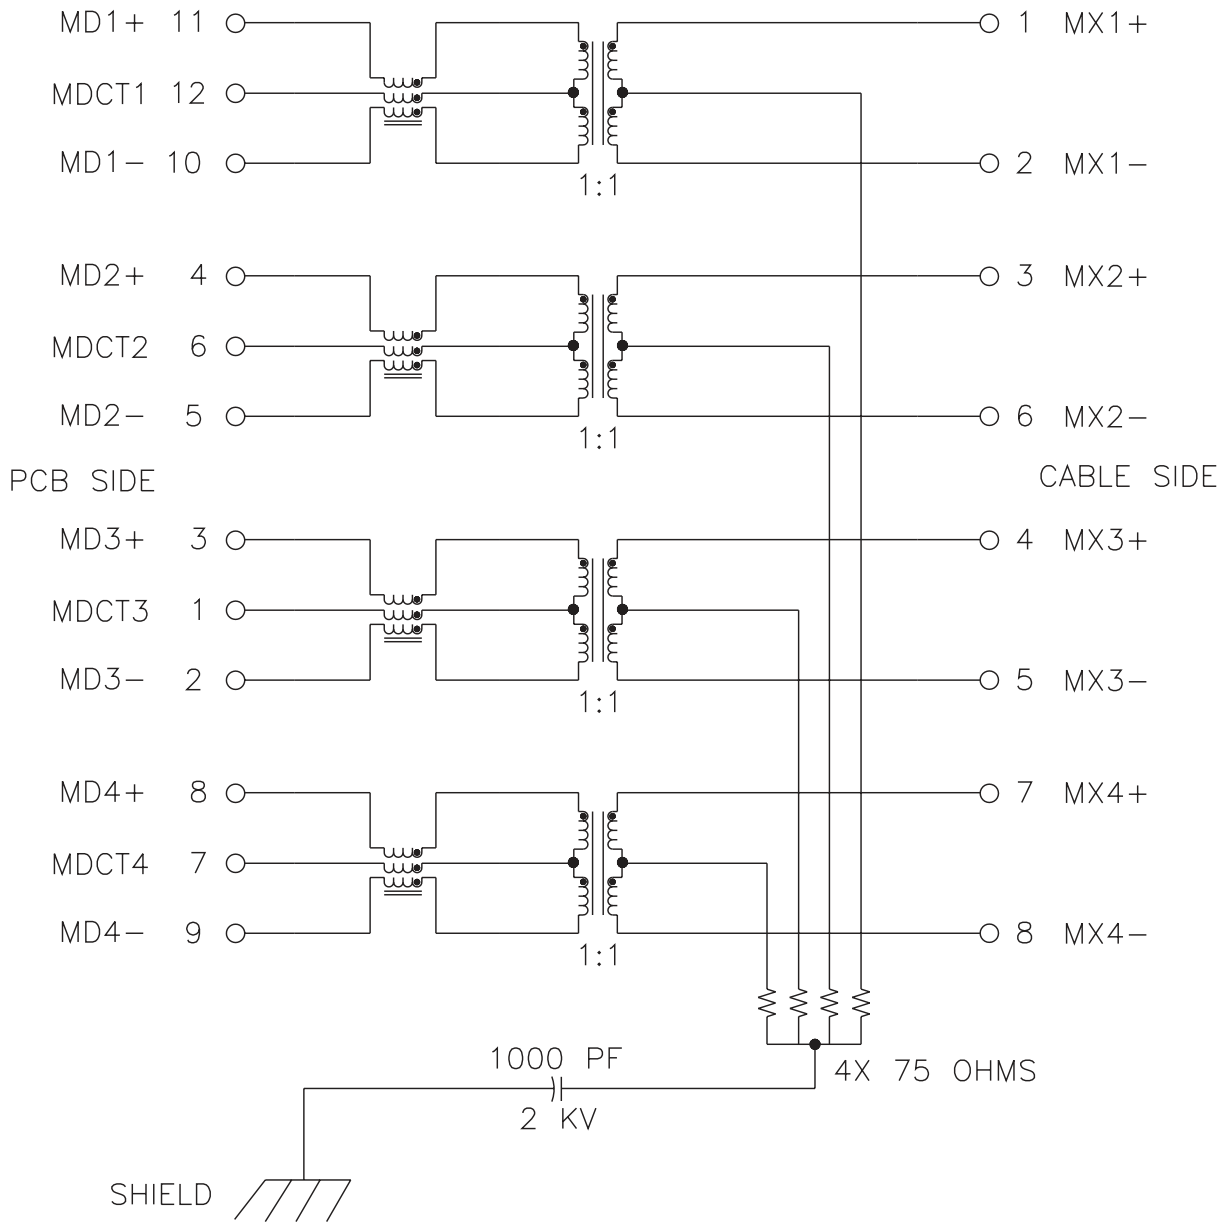 MD1+ 11 1 MX1+
MDCT1 12
MD1- 10 2 MX1-
1:1
MD2+ 4 3 MX2+
MDCT2 6
MD2- 5 6 MX2-
1:1
PCB SIDE CABLE SIDE
MD3+ 3 4 MX3+
MDCT3 1
MD3- 2 5 MX3-
1:1
MD4+ 8 7 MX4+
MDCT4 7
MD4- 9 8 MX4-
1:1
1000 PF
4X 75 OHMS
2 KV
SHIELD